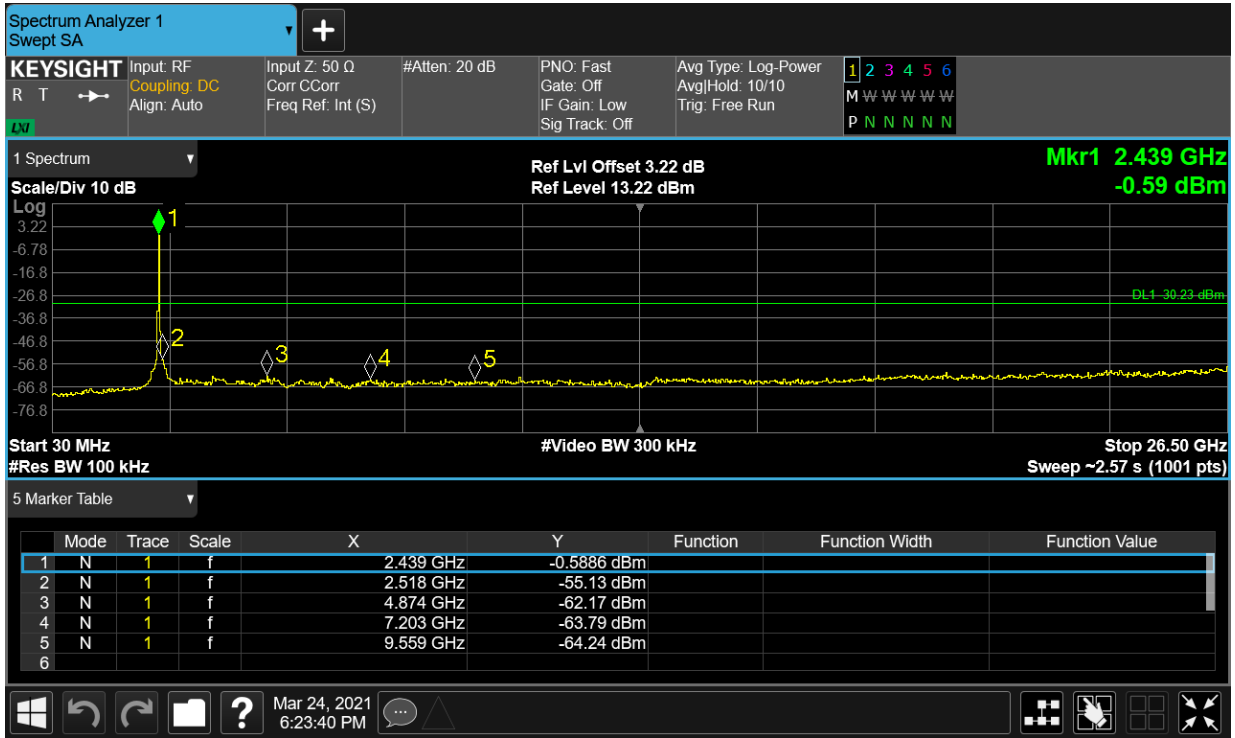 Spectrum Analyzer 1
Swept SA
KEYSIGHT
R T
LXI
Input: RF
Coupling: DC
Align: Auto
Input Z: 50 Ω
Corr CCorr
Freq Ref: Int (S)
#Atten: 20 dB
PNO: Fast
Gate: Off
IF Gain: Low
Sig Track: Off
Avg Type: Log-Power
Avg|Hold: 10/10
Trig: Free Run
1 2 3 4 5 6
M W W W W W
P N N N N N
1 Spectrum
Scale/Div 10 dB
Ref Lvl Offset 3.22 dB
Ref Level 13.22 dBm
Mkr1 2.439 GHz
-0.59 dBm
Log
3.22
-6.78
-16.8
-26.8
-36.8
-46.8
-56.8
-66.8
-76.8
1
2
3
4
5
DL1 -30.23 dBm
Start 30 MHz
#Video BW 300 kHz
Stop 26.50 GHz
#Res BW 100 kHz
Sweep ~2.57 s (1001 pts)
5 Marker Table
Mode Trace Scale X Y Function Function Width Function Value
1 N 1 f 2.439 GHz -0.5886 dBm
2 N 1 f 2.518 GHz -55.13 dBm
3 N 1 f 4.874 GHz -62.17 dBm
4 N 1 f 7.203 GHz -63.79 dBm
5 N 1 f 9.559 GHz -64.24 dBm
6
?
Mar 24, 2021
6:23:40 PM